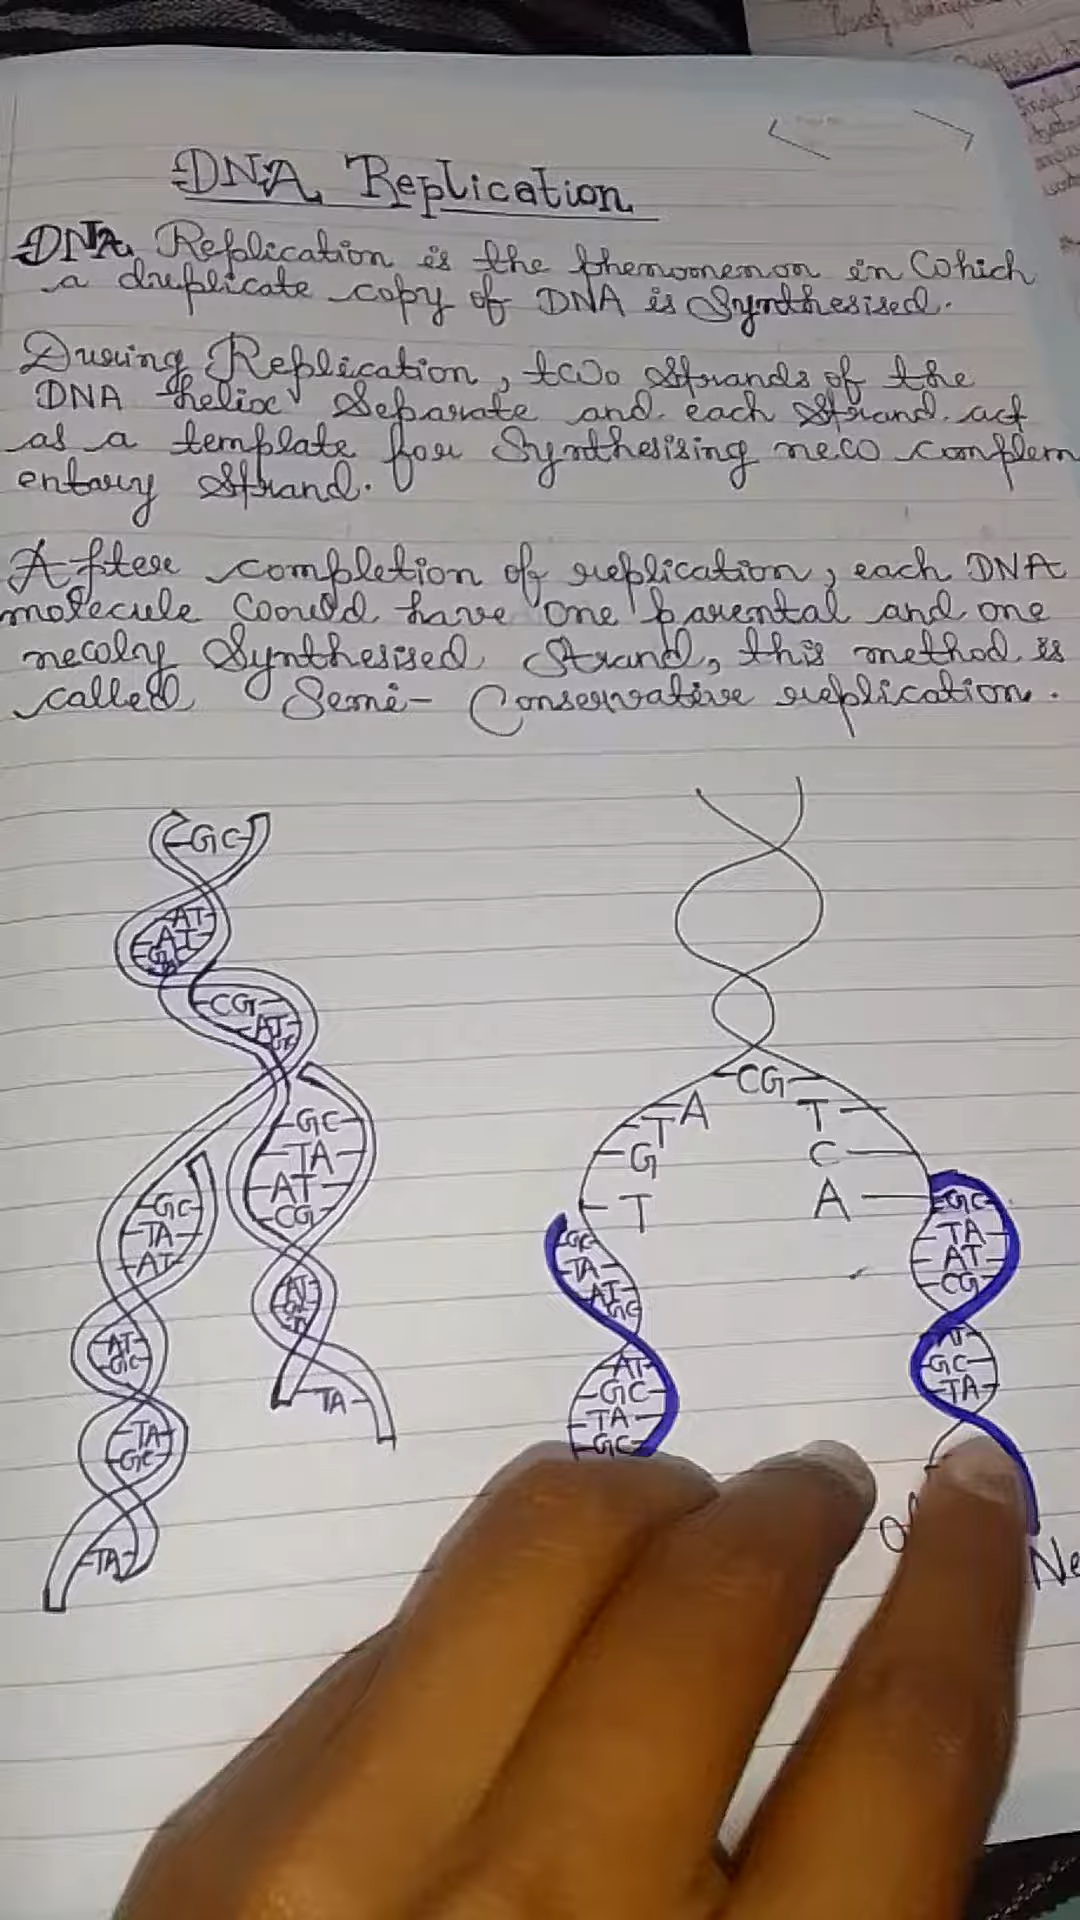 DNA Replication
DNA Replication is the phenomenon in which
a duplicate copy of DNA is Synthesised.
During Replication, two Strands of the
DNA helix Separate and each Strand act
as a template for Synthesising new complem
entary Strand.
After completion of replication, each DNA
molecule would have one parental and one
newly Synthesised Strand, this method is
called Semi- Conservative replication.
GC
AT
AT
GC
CG
AT
GC
TA
AT
CG
GC
TA
AT
AT
GC
TA
GC
TA
TA
CG
A T
T C
G A
T
GC
TA
AT
GC
AT
GC
TA
GC
GC
TA
AT
CG
AT
GC
TA
Ne